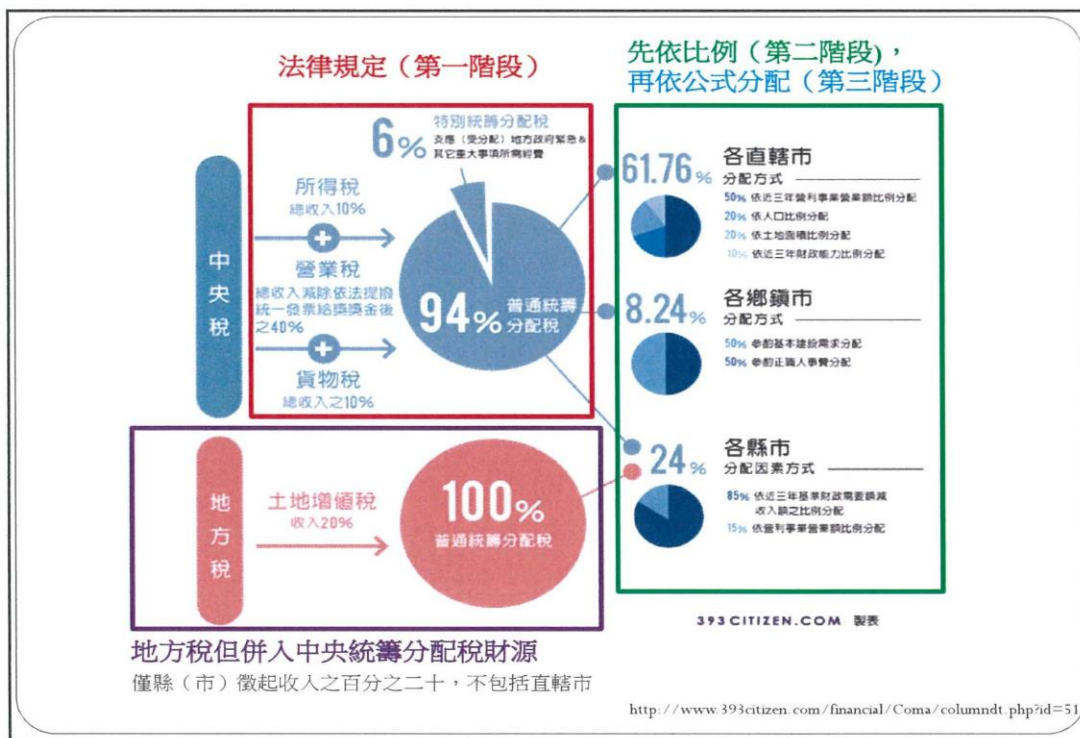 法律規定（第一階段）
先依比例（第二階段），
再依公式分配（第三階段）
中央稅
所得稅
總收入10%
營業稅
總收入減除依法提撥
統一發票給獎獎金後
之40%
貨物稅
總收入之10%
6%
特別統籌分配稅
支應（受分配）地方政府緊急&
其它重大事項所需經費
94%
普通統籌
分配稅
61.76%
各直轄市
分配方式
50% 依近三年營利事業營業額比例分配
20% 依人口比例分配
20% 依土地面積比例分配
10% 依近三年財政能力比例分配
8.24%
各鄉鎮市
分配方式
50% 參酌基本建設需求分配
50% 參酌正職人事費分配
24%
各縣市
分配因素方式
85% 依近三年基準財政需要額減
收入額之比例分配
15% 依營利事業營業額比例分配
地方稅
土地增值稅
收入20%
100%
普通統籌分配稅
393CITIZEN.COM 製表
地方稅但併入中央統籌分配稅財源
僅縣（市）徵起收入之百分之二十，不包括直轄市
http://www.393citizen.com/financial/Coma/columndt.php?id=51